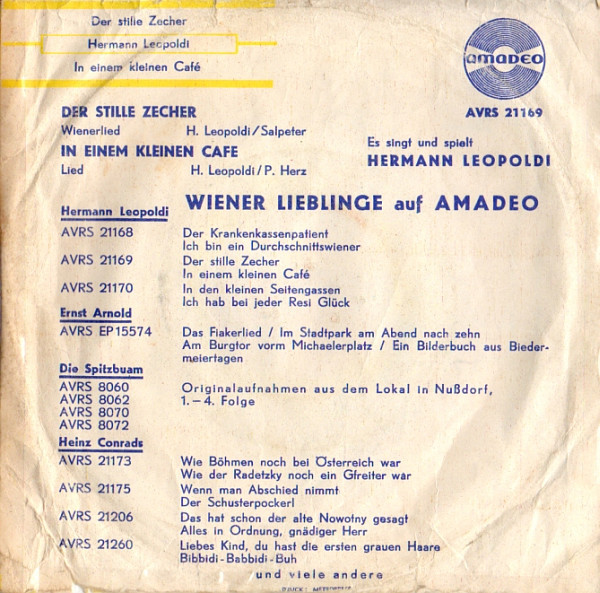 Der stille Zecher
Hermann Leopoldi
In einem kleinen Café
amadeo
DER STILLE ZECHER
AVRS 21169
Wienerlied H. Leopoldi/Salpeter
Es singt und spielt
IN EINEM KLEINEN CAFE
HERMANN LEOPOLDI
Lied H. Leopoldi/P. Herz
WIENER LIEBLINGE auf AMADEO
Hermann Leopoldi
AVRS 21168 Der Krankenkassenpatient
Ich bin ein Durchschnittswiener
AVRS 21169 Der stille Zecher
In einem kleinen Café
AVRS 21170 In den kleinen Seitengassen
Ich hab bei jeder Resi Glück
Ernst Arnold
AVRS EP 15574 Das Fiakerlied / Im Stadtpark am Abend nach zehn
Am Burgtor vorm Michaelerplatz / Ein Bilderbuch aus Bieder-
meiertagen
Die Spitzbuam
AVRS 8060 Originalaufnahmen aus dem Lokal in Nußdorf,
AVRS 8062 1.–4. Folge
AVRS 8070
AVRS 8072
Heinz Conrads
AVRS 21173 Wie Böhmen noch bei Österreich war
Wie der Radetzky noch ein Gfreiter war
AVRS 21175 Wenn man Abschied nimmt
Der Schusterpockerl
AVRS 21206 Das hat schon der alte Nowotny gesagt
Alles in Ordnung, gnädiger Herr
AVRS 21260 Liebes Kind, du hast die ersten grauen Haare
Bibbidi-Babbidi-Buh
und viele andere